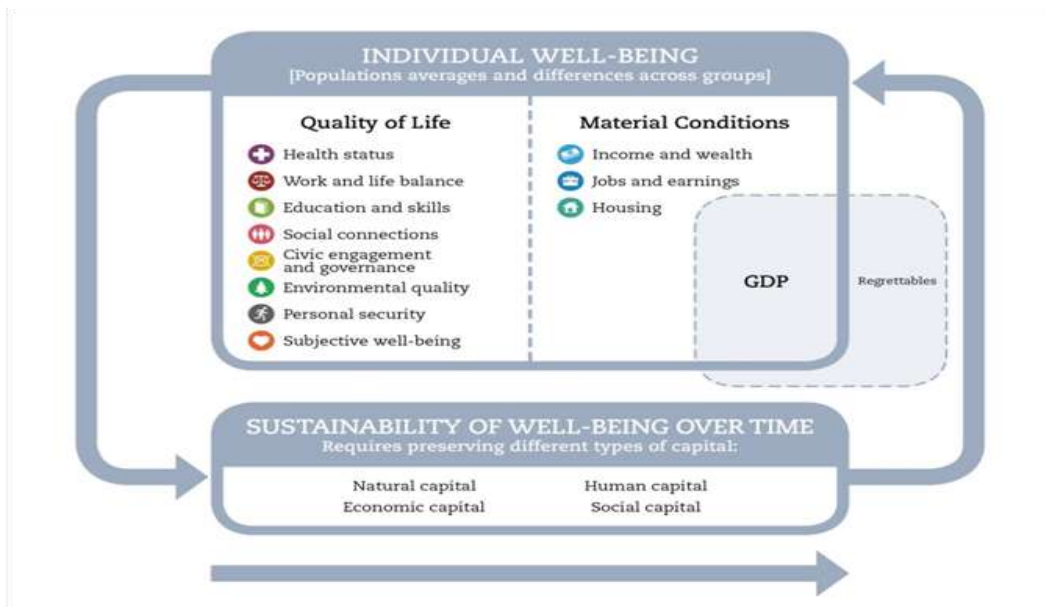 INDIVIDUAL WELL-BEING
[Populations averages and differences across groups]
Quality of Life
Health status
Work and life balance
Education and skills
Social connections
Civic engagement
and governance
Environmental quality
Personal security
Subjective well-being
Material Conditions
Income and wealth
Jobs and earnings
Housing
GDP
Regrettables
SUSTAINABILITY OF WELL-BEING OVER TIME
Requires preserving different types of capital:
Natural capital
Human capital
Economic capital
Social capital